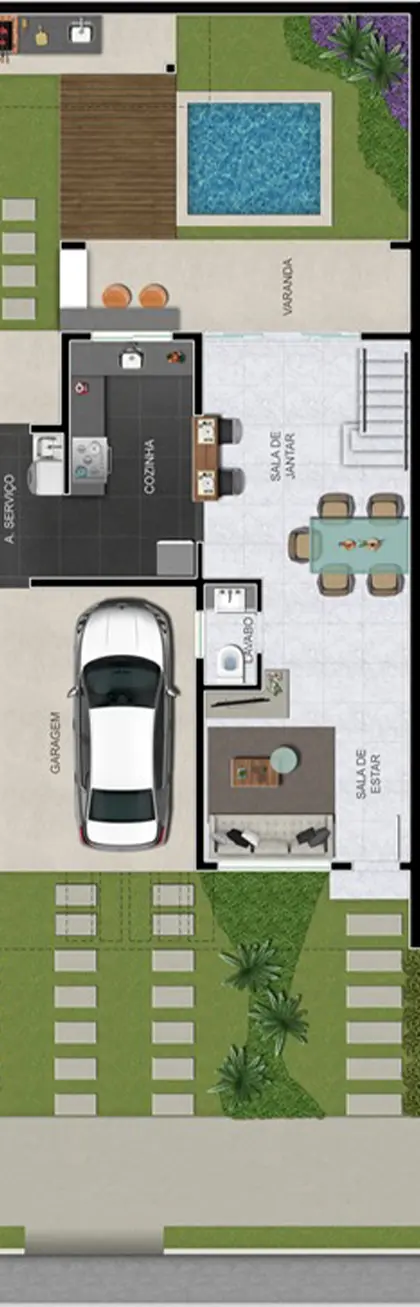 VARANDA
COZINHA
SALA DE
JANTAR
A. SERVIÇO
LAVABO
GARAGEM
SALA DE
ESTAR